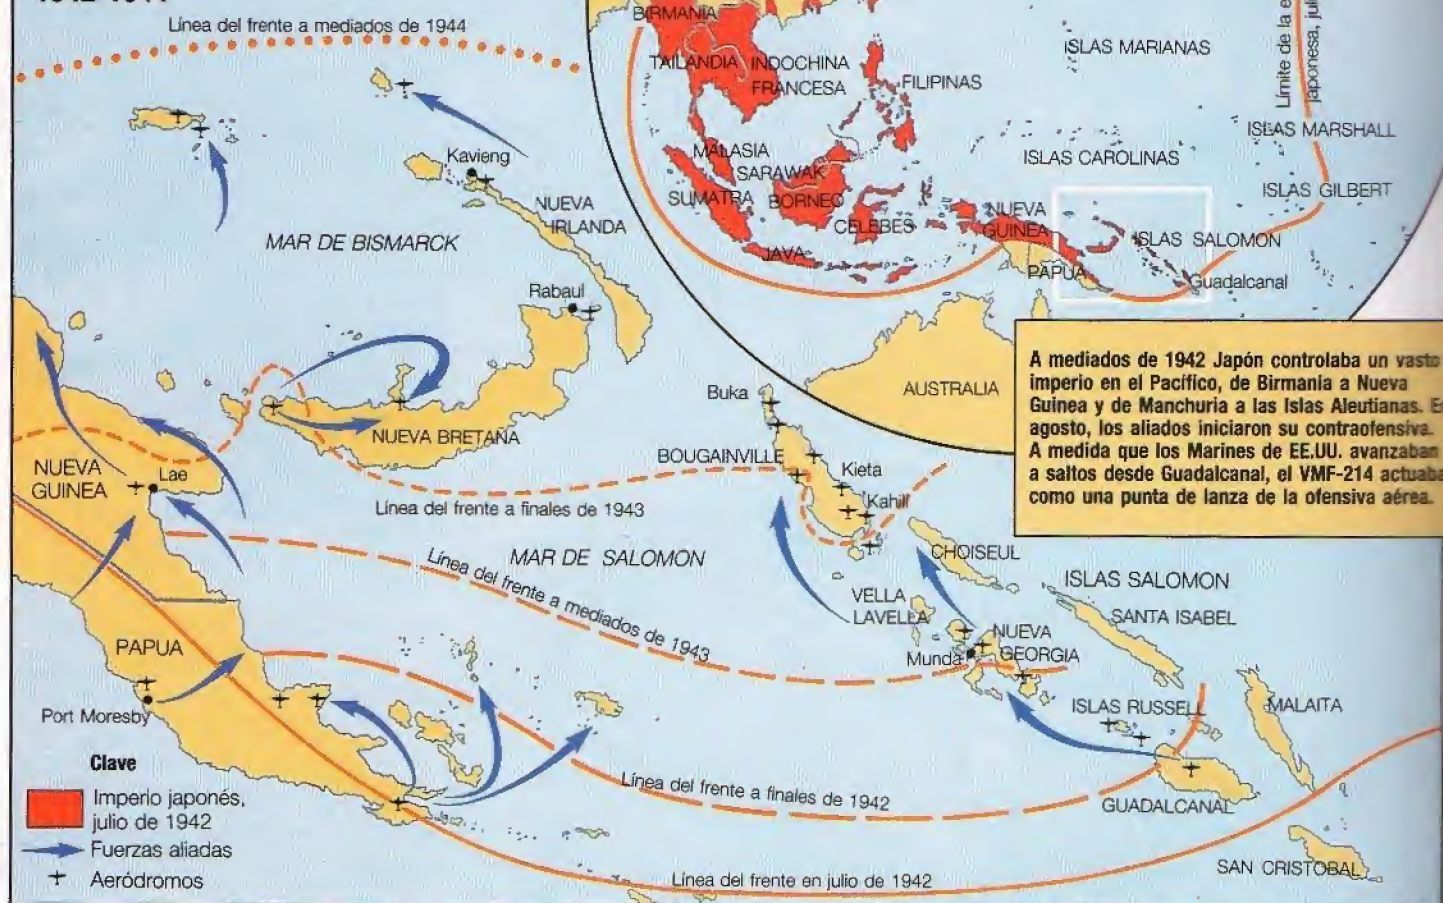 Línea del frente a mediados de 1944
BIRMANIA
TAILANDIA
INDOCHINA
FRANCESA
FILIPINAS
ISLAS MARIANAS
Límite de la
japonesa,
ISLAS MARSHALL
ISLAS CAROLINAS
ISLAS GILBERT
MALASIA
SARAWAK
SUMATRA
BORNEO
CELEBES
JAVA
NUEVA
GUINEA
PAPUA
ISLAS SALOMON
Guadalcanal
AUSTRALIA
Kavieng
NUEVA
IRLANDA
MAR DE BISMARCK
Rabaul
NUEVA BRETAÑA
NUEVA
GUINEA
Lae
Línea del frente a finales de 1943
Buka
BOUGAINVILLE
Kieta
Kahili
A mediados de 1942 Japón controlaba un vasto
imperio en el Pacífico, de Birmania a Nueva
Guinea y de Manchuria a las Islas Aleutianas.
agosto, los aliados iniciaron su contraofensiva.
A medida que los Marines de EE.UU. avanzaban
a saltos desde Guadalcanal, el VMF-214 actuaba
como una punta de lanza de la ofensiva aérea.
MAR DE SALOMON
Línea del frente a mediados de 1943
CHOISEUL
VELLA
LAVELLA
ISLAS SALOMON
SANTA ISABEL
NUEVA
GEORGIA
Munda
PAPUA
Port Moresby
ISLAS RUSSELL
MALAITA
Línea del frente a finales de 1942
GUADALCANAL
SAN CRISTOBAL
Línea del frente en julio de 1942
Clave
Imperio japonés,
julio de 1942
Fuerzas aliadas
Aeródromos